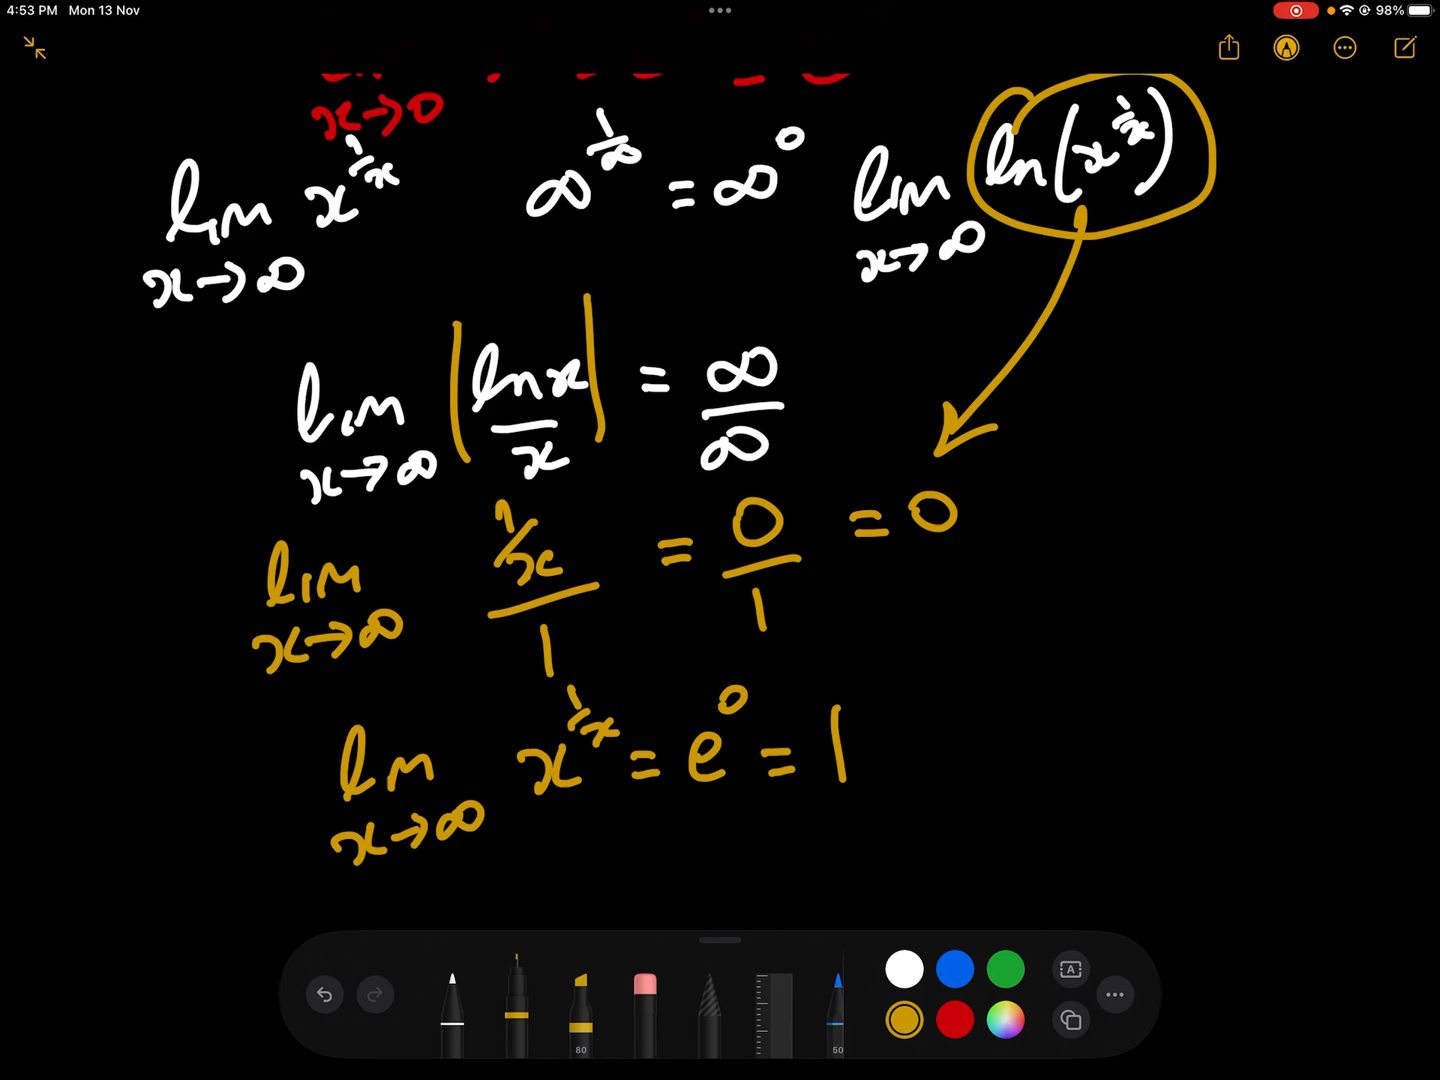 4:53 PM Mon 13 Nov 98%
x→0
lim x^(1/x) ∞^(1/∞) = ∞^0 lim ln(x^(1/x))
x→∞ x→∞
lim |ln x / x| = ∞/∞
x→∞
lim (1/x)/1 = 0/1 = 0
x→∞
lim x^(1/x) = e^0 = 1
x→∞
A
80 50